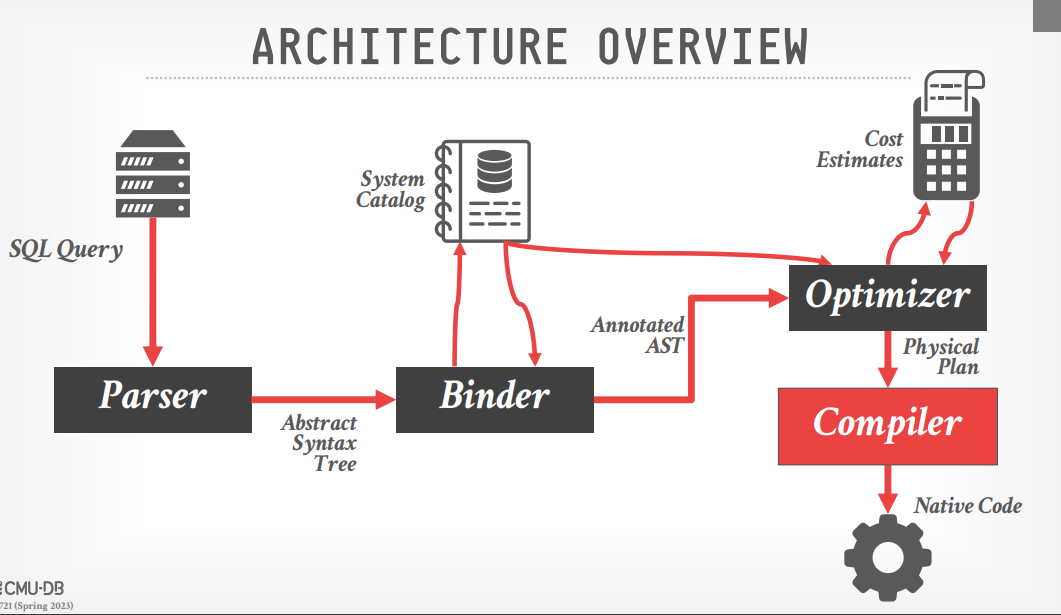 ARCHITECTURE OVERVIEW
Cost
Estimates
System
Catalog
SQL Query
Optimizer
Annotated
AST
Physical
Plan
Parser
Binder
Abstract
Syntax
Tree
Compiler
Native Code
CMU·DB
721 (Spring 2023)